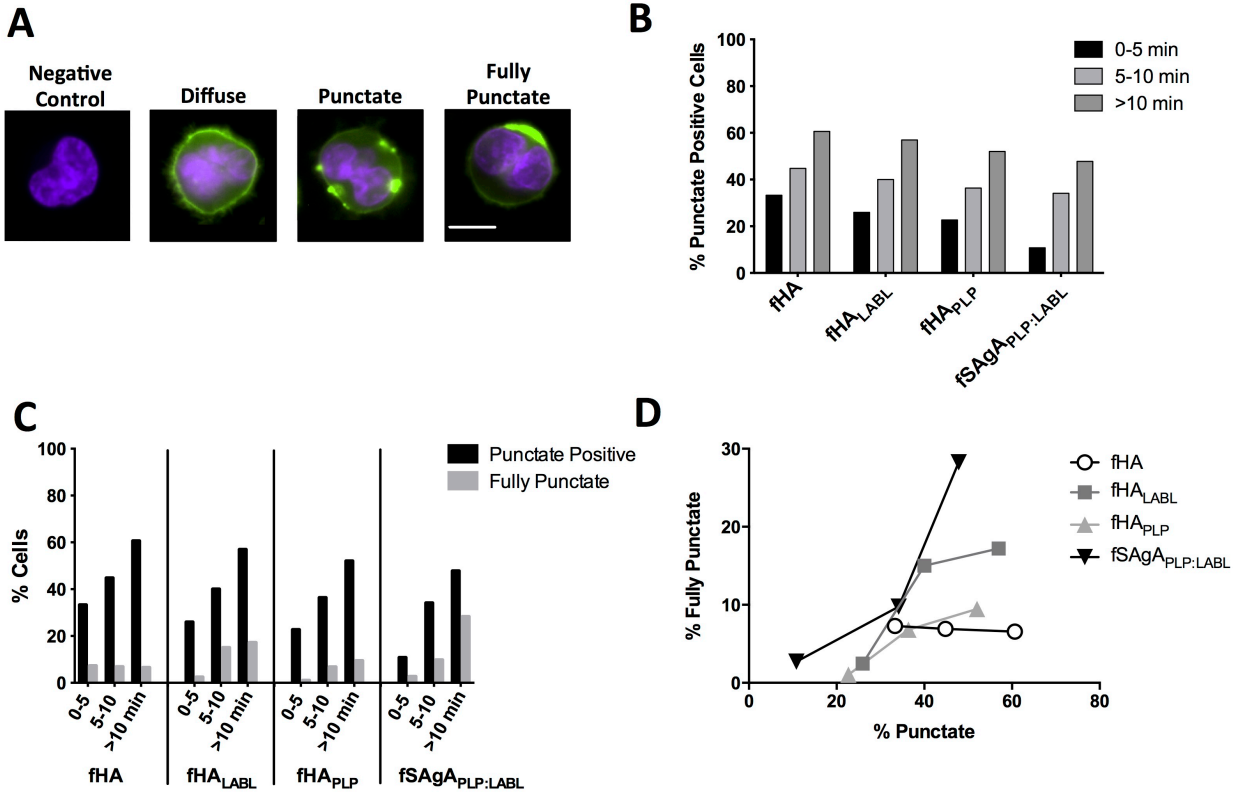 A
Negative
Control
Diffuse
Punctate
Fully
Punctate
B
% Punctate Positive Cells
100
80
60
40
20
0
0-5 min
5-10 min
>10 min
fHA
fHALABL
fHAPLP
fSAgAPLP:LABL
C
% Cells
100
80
60
40
20
0
Punctate Positive
Fully Punctate
0-5
5-10
>10 min
0-5
5-10
>10 min
0-5
5-10
>10 min
0-5
5-10
>10 min
fHA
fHALABL
fHAPLP
fSAgAPLP:LABL
D
% Fully Punctate
30
20
10
0
0
20
40
60
80
% Punctate
fHA
fHALABL
fHAPLP
fSAgAPLP:LABL